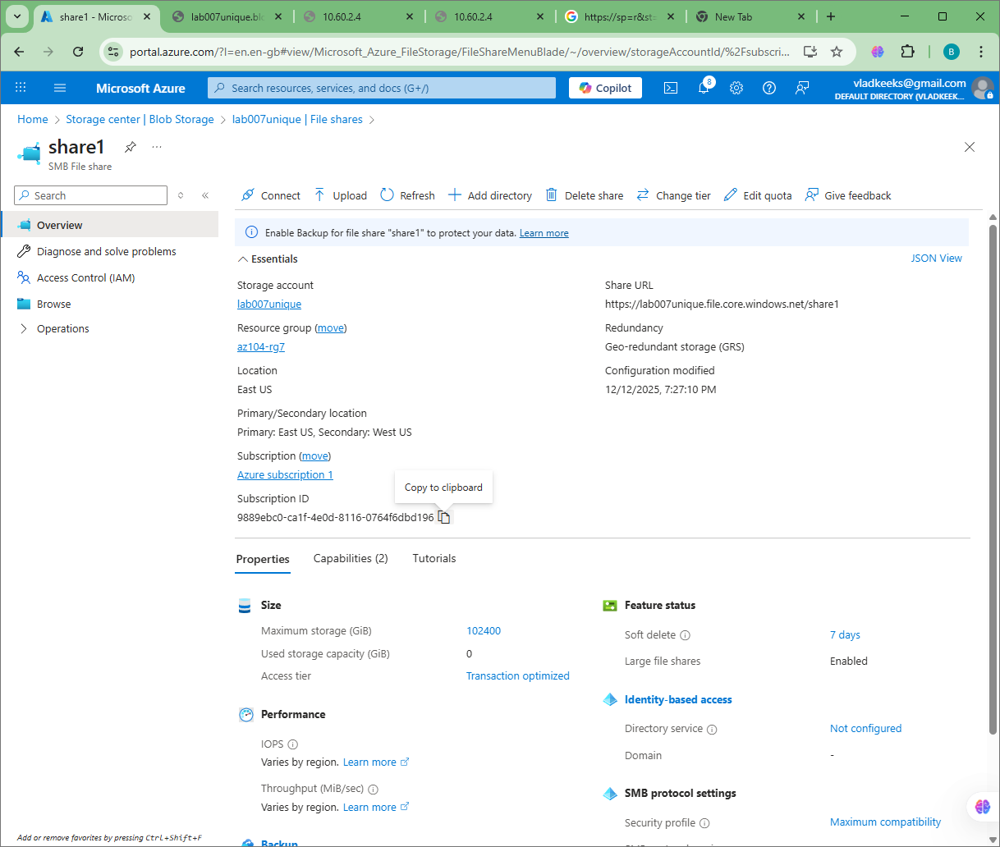 share1 - Microso
lab007unique.blo
10.60.2.4
10.60.2.4
https://sp=r&st=
New Tab
portal.azure.com/?l=en.en-gb#view/Microsoft_Azure_FileStorage/FileShareMenuBlade/~/overview/storageAccountId/%2Fsubscri...
B
Microsoft Azure
Search resources, services, and docs (G+/)
Copilot
8
vladkeeks@gmail.com
DEFAULT DIRECTORY (VLADKEEK...
Home > Storage center | Blob Storage > lab007unique | File shares >
share1
SMB File share
Search
Connect
Upload
Refresh
Add directory
Delete share
Change tier
Edit quota
Give feedback
Overview
Diagnose and solve problems
Access Control (IAM)
Browse
Operations
Enable Backup for file share "share1" to protect your data. Learn more
Essentials
JSON View
Storage account
lab007unique
Resource group (move)
az104-rg7
Location
East US
Primary/Secondary location
Primary: East US, Secondary: West US
Subscription (move)
Azure subscription 1
Subscription ID
9889ebc0-ca1f-4e0d-8116-0764f6dbd196
Copy to clipboard
Share URL
https://lab007unique.file.core.windows.net/share1
Redundancy
Geo-redundant storage (GRS)
Configuration modified
12/12/2025, 7:27:10 PM
Properties
Capabilities (2)
Tutorials
Size
Maximum storage (GiB) 102400
Used storage capacity (GiB) 0
Access tier Transaction optimized
Performance
IOPS
Varies by region. Learn more
Throughput (MiB/sec)
Varies by region. Learn more
Backup
Feature status
Soft delete 7 days
Large file shares Enabled
Identity-based access
Directory service Not configured
Domain -
SMB protocol settings
Security profile Maximum compatibility
Add or remove favorites by pressing Ctrl+Shift+F